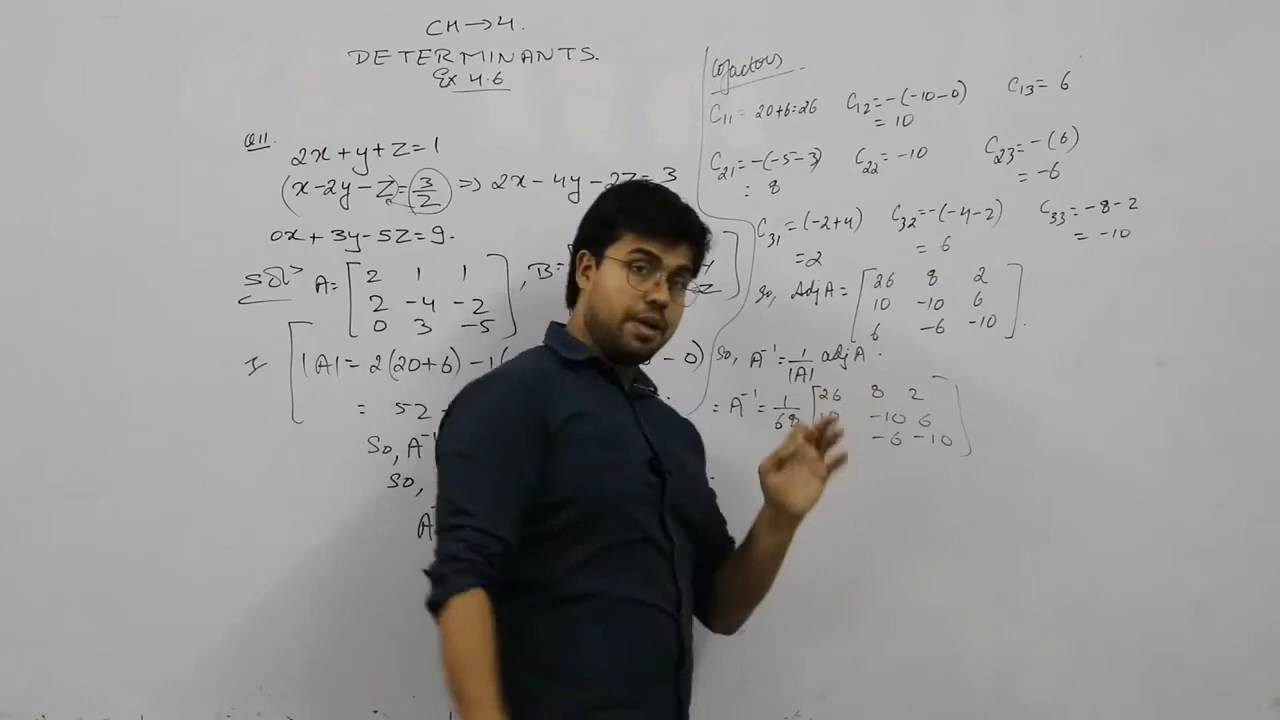 CH→4.
DETERMINANTS.
Ex 4.6
Q11.
2x+y+z=1
(x-2y-z)=3/2 ⇒ 2x-4y-2z=3
0x+3y-5z=9.
Sol> A= [2 1 1
2 -4 -2
0 3 -5], B=
|A|= 2(20+6)-1( -0)
= 52
So, A⁻¹
So,
A⁻
Cofactors
C11 = 20+6=26 C12=-(-10-0) C13= 6
= 10
C21=-(-5-3) C22=-10 C23=-(6)
= 8 = -6
C31=(-2+4) C32=-(-4-2) C33=-8-2
=2 = 6 = -10
So, AdjA= [26 8 2
10 -10 6
6 -6 -10].
So, A⁻¹=1/|A| adjA.
= A⁻¹=1/68 [26 8 2
-10 6
-6 -10]